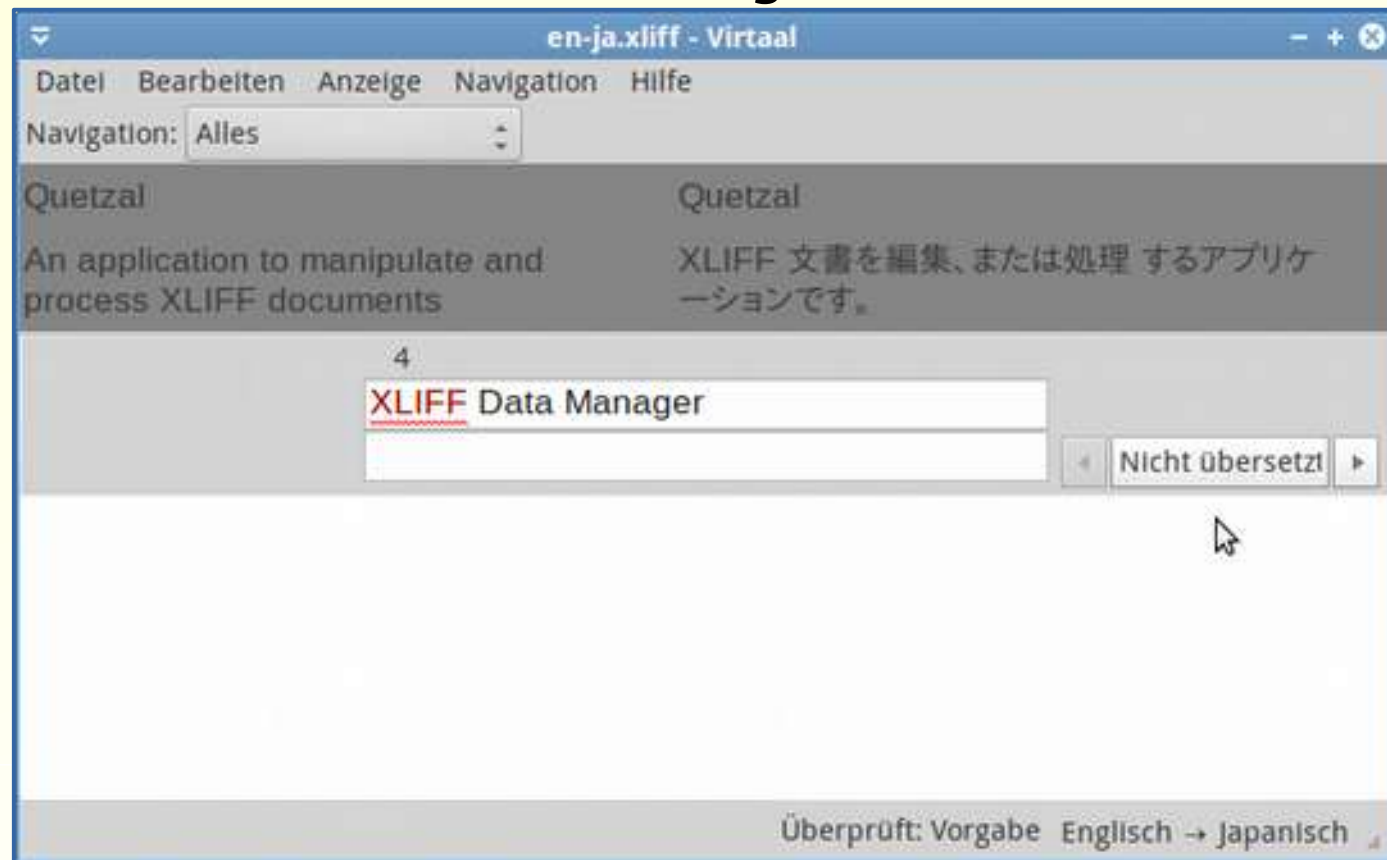 en-ja.xliff - Virtaal
Datei Bearbeiten Anzeige Navigation Hilfe
Navigation: Alles
Quetzal
Quetzal
An application to manipulate and
process XLIFF documents
XLIFF 文書を編集、または処理 するアプリケ
ーションです。
4
XLIFF Data Manager
Nicht übersetzt
Überprüft: Vorgabe Englisch → Japanisch